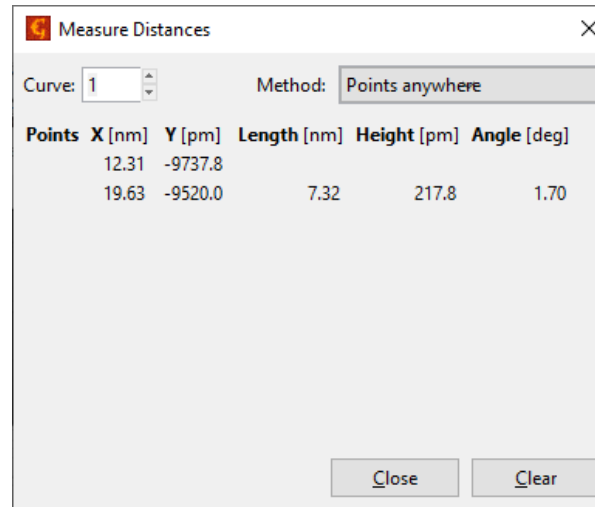 Measure Distances
Curve: 1 Method: Points anywhere
Points X [nm] Y [pm] Length [nm] Height [pm] Angle [deg]
12.31 -9737.8
19.63 -9520.0 7.32 217.8 1.70
Close Clear